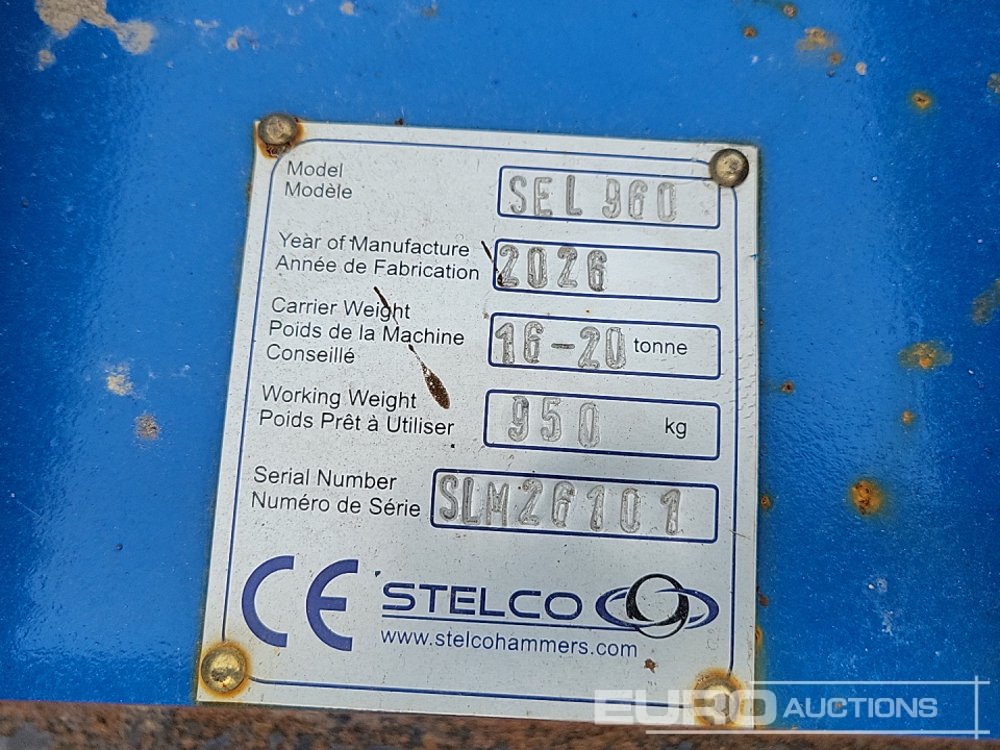 Model
Modèle
SEL 960
Year of Manufacture
Année de Fabrication
2026
Carrier Weight
Poids de la Machine
Conseillé
16-20 tonne
Working Weight
Poids Prêt à Utiliser
950 kg
Serial Number
Numéro de Série
SLM26101
CE STELCO
www.stelcohammers.com
EURO AUCTIONS